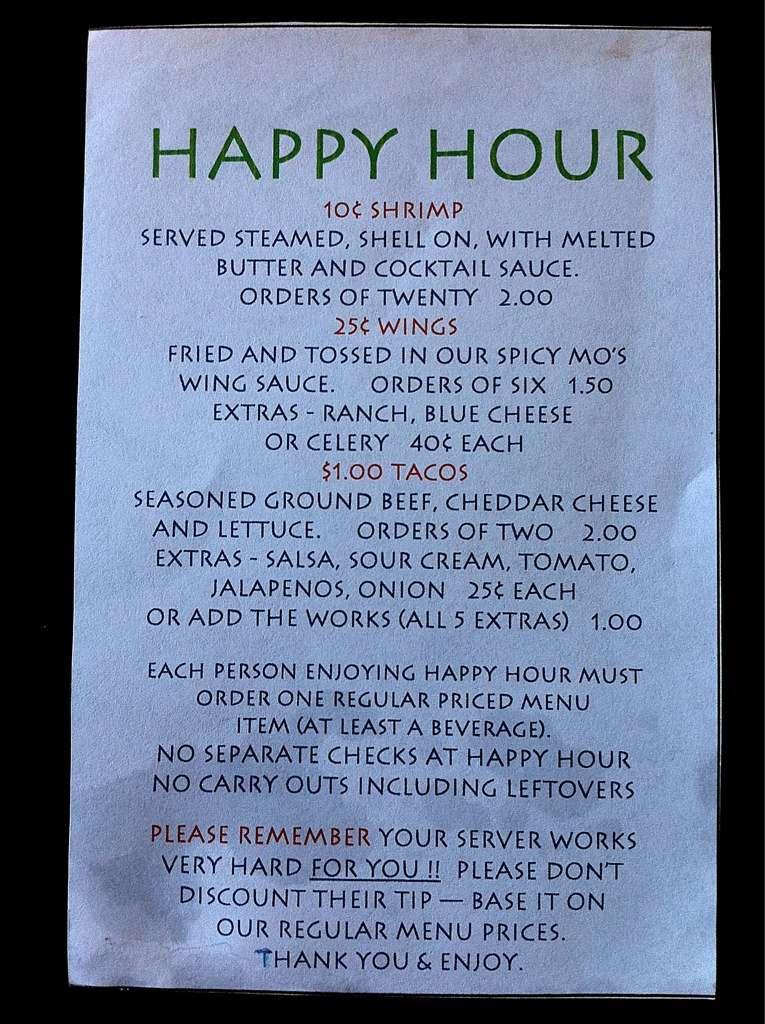 HAPPY HOUR
10¢ SHRIMP
SERVED STEAMED, SHELL ON, WITH MELTED
BUTTER AND COCKTAIL SAUCE.
ORDERS OF TWENTY 2.00
25¢ WINGS
FRIED AND TOSSED IN OUR SPICY MO'S
WING SAUCE. ORDERS OF SIX 1.50
EXTRAS - RANCH, BLUE CHEESE
OR CELERY 40¢ EACH
$1.00 TACOS
SEASONED GROUND BEEF, CHEDDAR CHEESE
AND LETTUCE. ORDERS OF TWO 2.00
EXTRAS - SALSA, SOUR CREAM, TOMATO,
JALAPENOS, ONION 25¢ EACH
OR ADD THE WORKS (ALL 5 EXTRAS) 1.00
EACH PERSON ENJOYING HAPPY HOUR MUST
ORDER ONE REGULAR PRICED MENU
ITEM (AT LEAST A BEVERAGE).
NO SEPARATE CHECKS AT HAPPY HOUR
NO CARRY OUTS INCLUDING LEFTOVERS
PLEASE REMEMBER YOUR SERVER WORKS
VERY HARD FOR YOU !! PLEASE DON'T
DISCOUNT THEIR TIP — BASE IT ON
OUR REGULAR MENU PRICES.
THANK YOU & ENJOY.